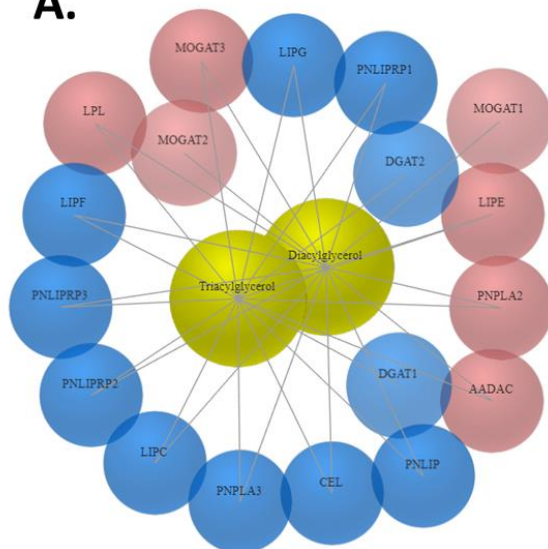 A.
MOGAT3
LIPG
PNLIPRP1
LPL
MOGAT1
MOGAT2
DGAT2
LIPF
LIPE
Diacylglycerol
Triacylglycerol
PNLIPRP3
PNPLA2
DGAT1
PNLIPRP2
AADAC
LIPC
PNLIP
PNPLA3
CEL